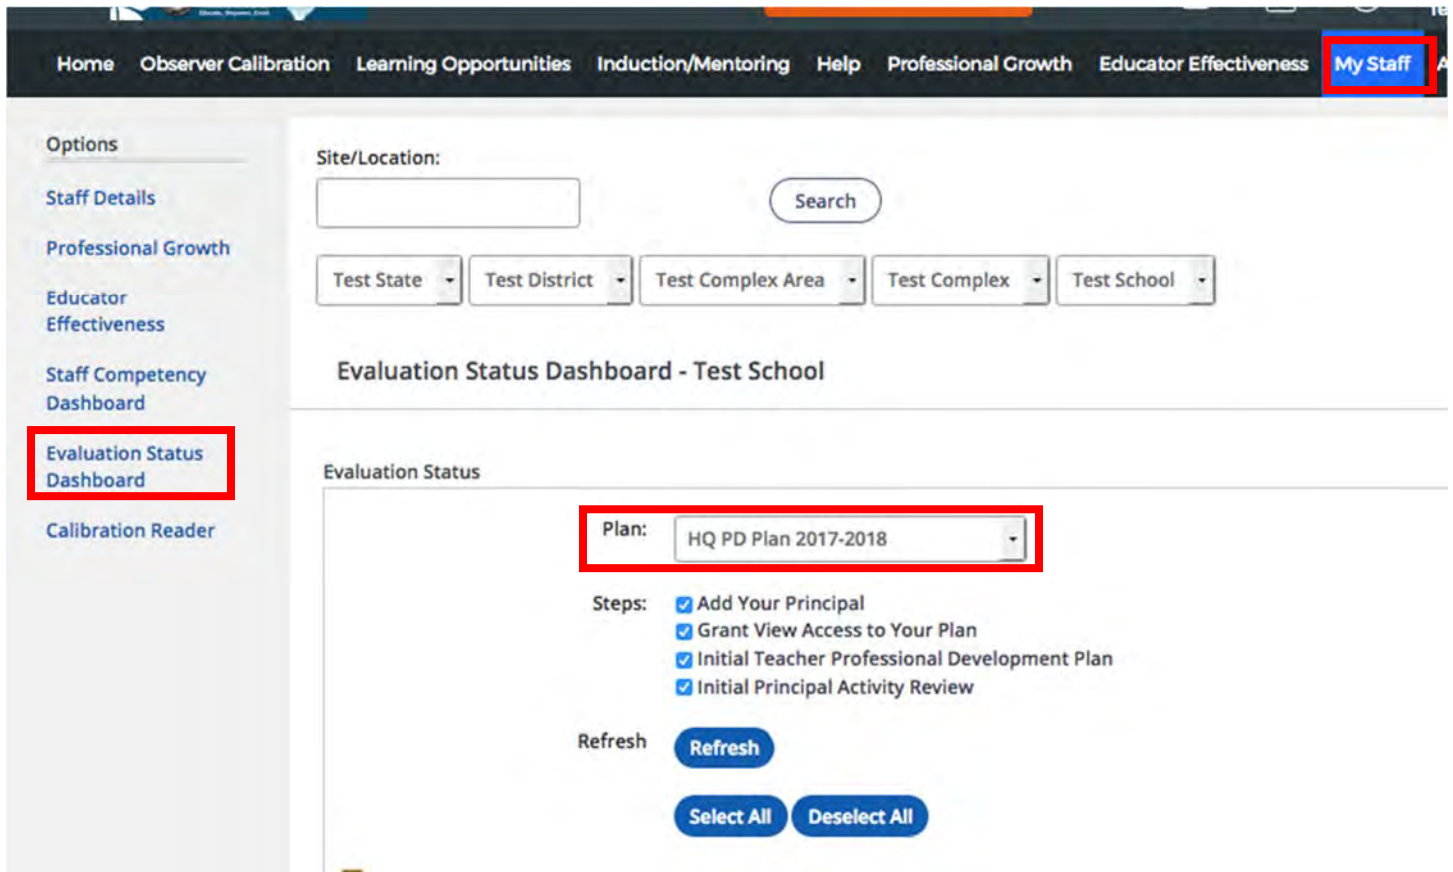 Home Observer Calibration Learning Opportunities Induction/Mentoring Help Professional Growth Educator Effectiveness My Staff
Options
Staff Details
Professional Growth
Educator
Effectiveness
Staff Competency
Dashboard
Evaluation Status
Dashboard
Calibration Reader
Site/Location:
Search
Test State Test District Test Complex Area Test Complex Test School
Evaluation Status Dashboard - Test School
Evaluation Status
Plan: HQ PD Plan 2017-2018
Steps: Add Your Principal
Grant View Access to Your Plan
Initial Teacher Professional Development Plan
Initial Principal Activity Review
Refresh Refresh
Select All Deselect All